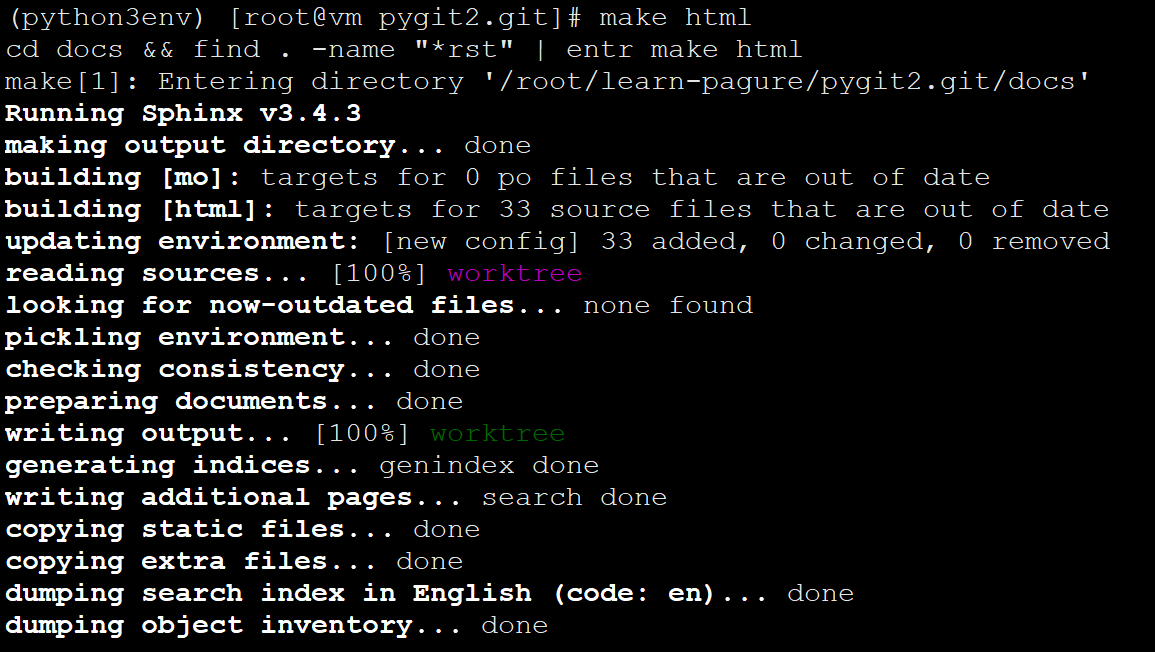 (python3env) [root@vm pygit2.git]# make html
cd docs && find . -name "*rst" | entr make html
make[1]: Entering directory '/root/learn-pagure/pygit2.git/docs'
Running Sphinx v3.4.3
making output directory... done
building [mo]: targets for 0 po files that are out of date
building [html]: targets for 33 source files that are out of date
updating environment: [new config] 33 added, 0 changed, 0 removed
reading sources... [100%] worktree
looking for now-outdated files... none found
pickling environment... done
checking consistency... done
preparing documents... done
writing output... [100%] worktree
generating indices... genindex done
writing additional pages... search done
copying static files... done
copying extra files... done
dumping search index in English (code: en)... done
dumping object inventory... done